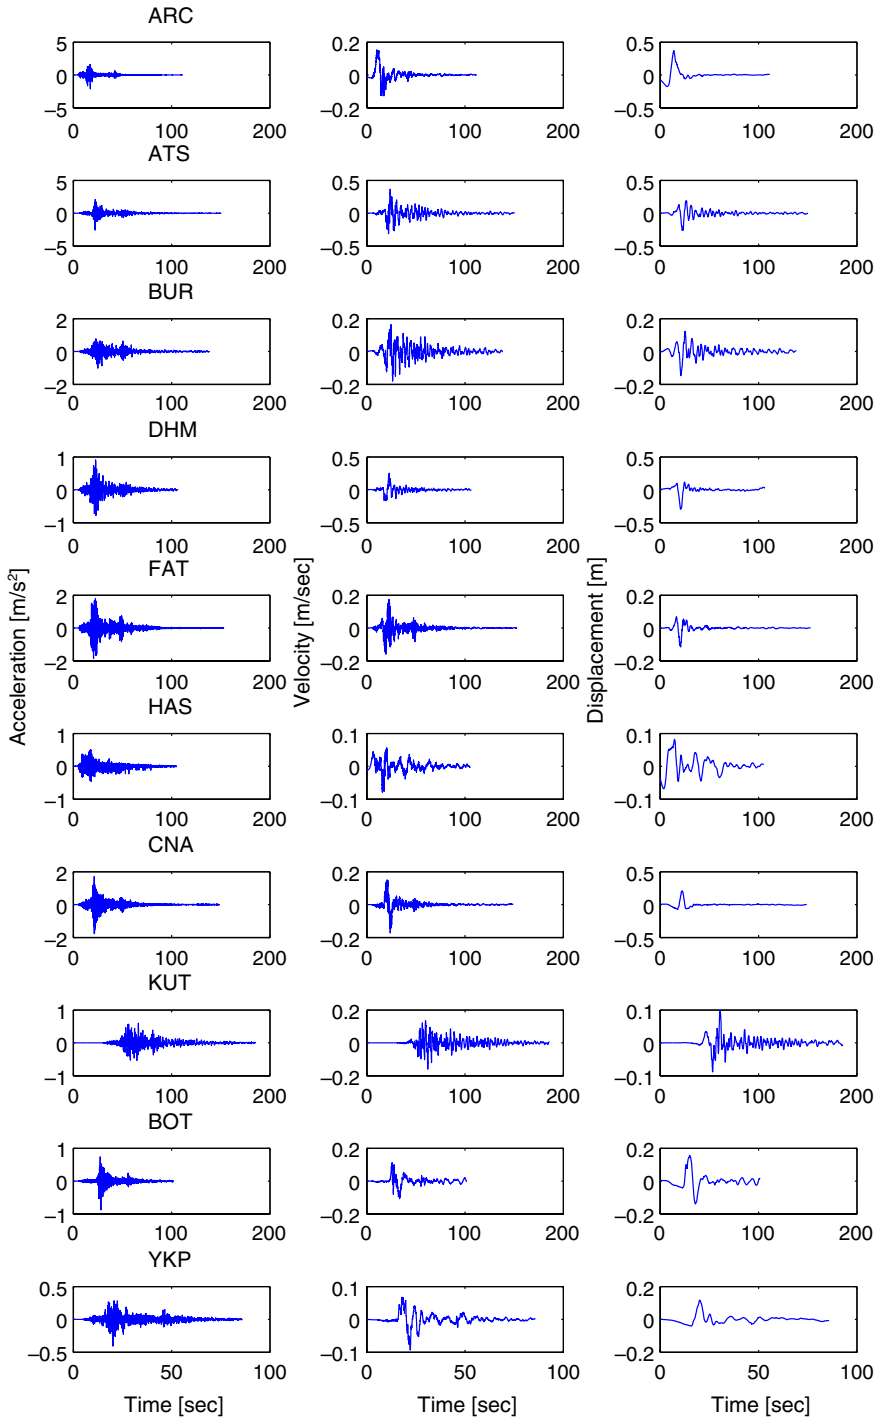 ARC
5 0.2
0 0 0.5 0
−5 −0.2 −0.5
0 100 200 0 100 200 0 100 200
ATS
5 0.5 0.5
0 0 0
−5 −0.5 −0.5
0 100 200 0 100 200 0 100 200
BUR
2 0.2 0.2
0 0 0
−2 −0.2 −0.2
0 100 200 0 100 200 0 100 200
DHM
1 0.5 0.5
0 0 0
−1 −0.5 −0.5
0 100 200 0 100 200 0 100 200
FAT
2 0.2 0.2
0 0 0
−2 −0.2 −0.2
0 100 200 0 100 200 0 100 200
Acceleration [m/s²]
Velocity [m/sec]
Displacement [m]
HAS
1 0.1 0.1
0 0 0
−1 −0.1 −0.1
0 100 200 0 100 200 0 100 200
CNA
2 0.2 0.5
0 0 0
−2 −0.2 −0.5
0 100 200 0 100 200 0 100 200
KUT
1 0.2 0.1
0 0 0
−1 −0.2 −0.1
0 100 200 0 100 200 0 100 200
BOT
1 0.2 0.2
0 0 0
−1 −0.2 −0.2
0 100 200 0 100 200 0 100 200
YKP
0.5 0.1 0.2
0 0 0
−0.5 −0.1 −0.2
0 50 100 0 50 100 0 50 100
Time [sec] Time [sec] Time [sec]